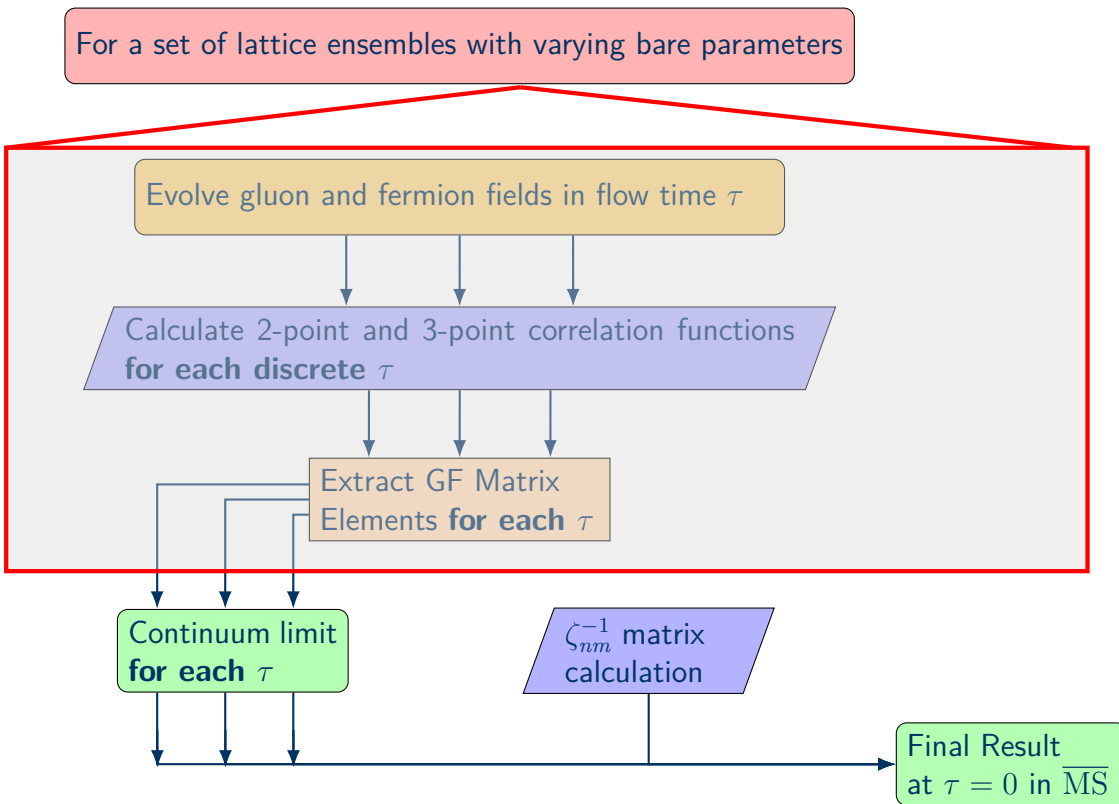 For a set of lattice ensembles with varying bare parameters
Evolve gluon and fermion fields in flow time τ
Calculate 2-point and 3-point correlation functions
for each discrete τ
Extract GF Matrix
Elements for each τ
Continuum limit
for each τ
$\zeta_{nm}^{-1}$ matrix
calculation
Final Result
at τ = 0 in $\overline{\mathrm{MS}}$